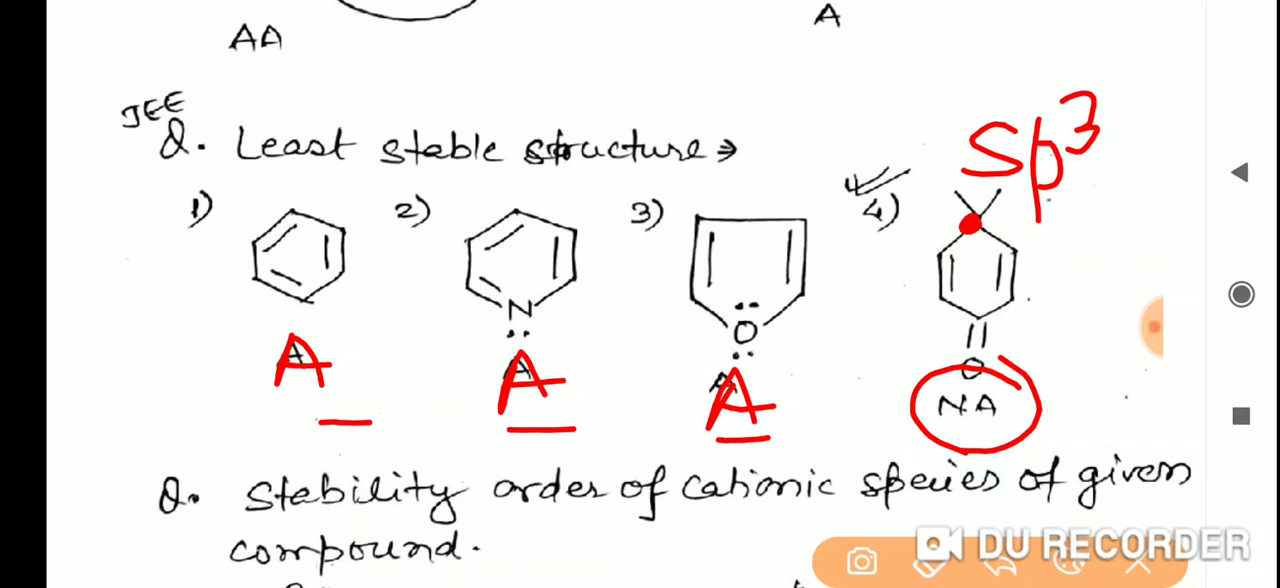 AA
A
JEE
Q. Least stable structure →
Sp3
1) 2) 3) 4)
N
O
O
A A A N.A
A A A
Q. Stability order of cationic species of given
compound.
DU RECORDER